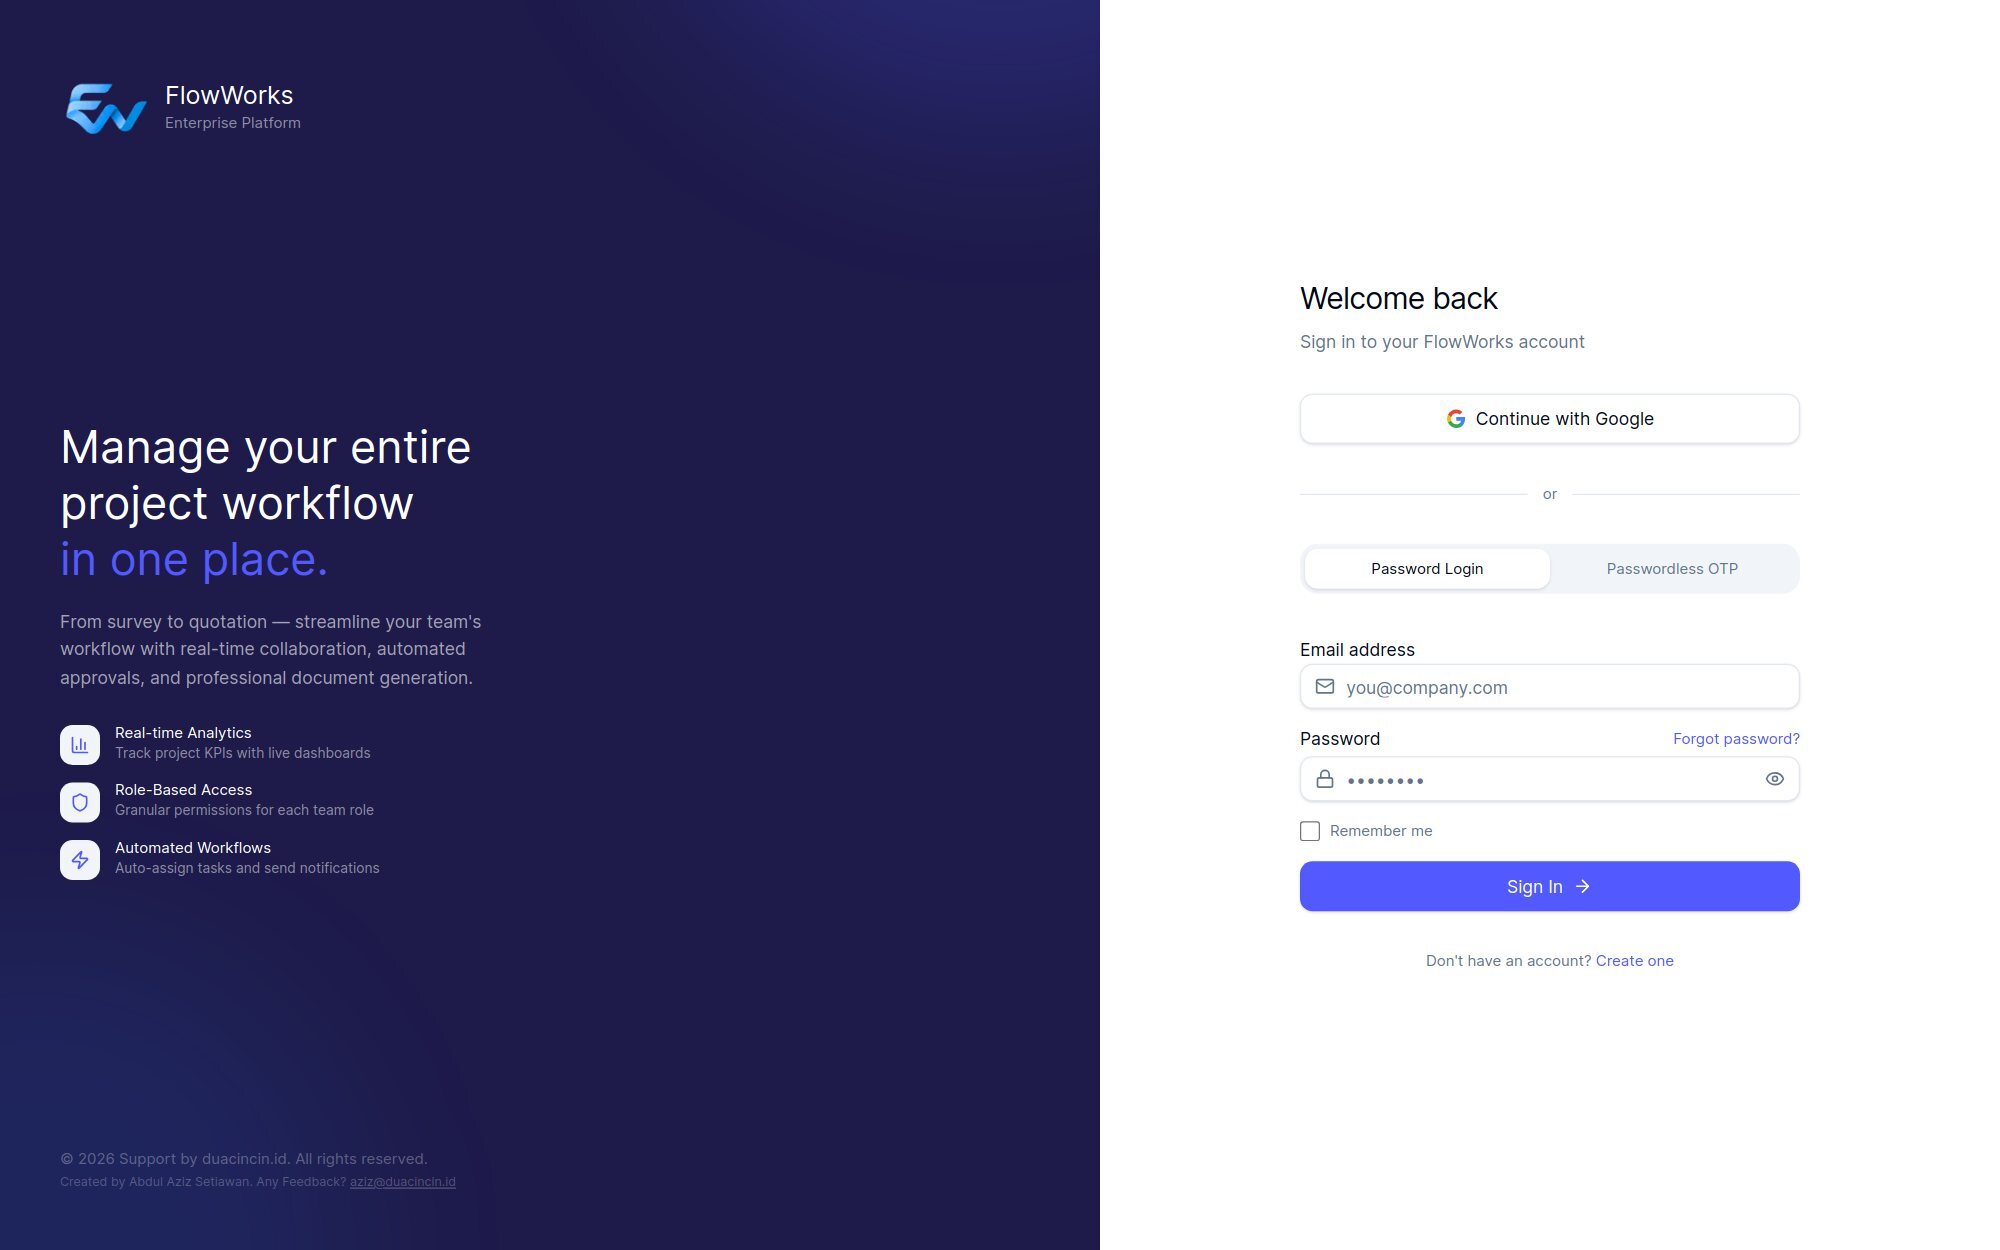 FlowWorks
Enterprise Platform
Manage your entire
project workflow
in one place.
From survey to quotation — streamline your team's
workflow with real-time collaboration, automated
approvals, and professional document generation.
Real-time Analytics
Track project KPIs with live dashboards
Role-Based Access
Granular permissions for each team role
Automated Workflows
Auto-assign tasks and send notifications
© 2026 Support by duacincin.id. All rights reserved.
Created by Abdul Aziz Setiawan. Any Feedback? aziz@duacincin.id
Welcome back
Sign in to your FlowWorks account
Continue with Google
or
Password Login
Passwordless OTP
Email address
you@company.com
Password
Forgot password?
••••••••
Remember me
Sign In →
Don't have an account? Create one